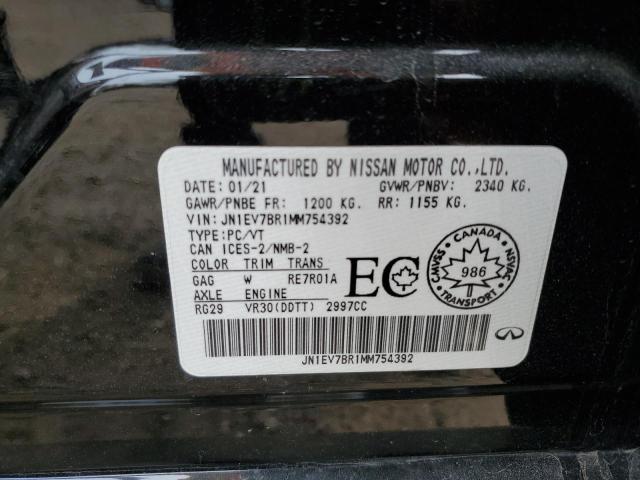 MANUFACTURED BY NISSAN MOTOR CO.,LTD.
DATE: 01/21 GVWR/PNBV: 2340 KG.
GAWR/PNBE FR: 1200 KG. RR: 1155 KG.
VIN: JN1EV7BR1MM754392
TYPE:PC/VT
CAN ICES-2/NMB-2
COLOR TRIM TRANS
GAG W RE7R01A
AXLE ENGINE
RG29 VR30(DDTT) 2997CC
EC
CANADA
CMVSS
NSVAC
986
TRANSPORT
JN1EV7BR1MM754392